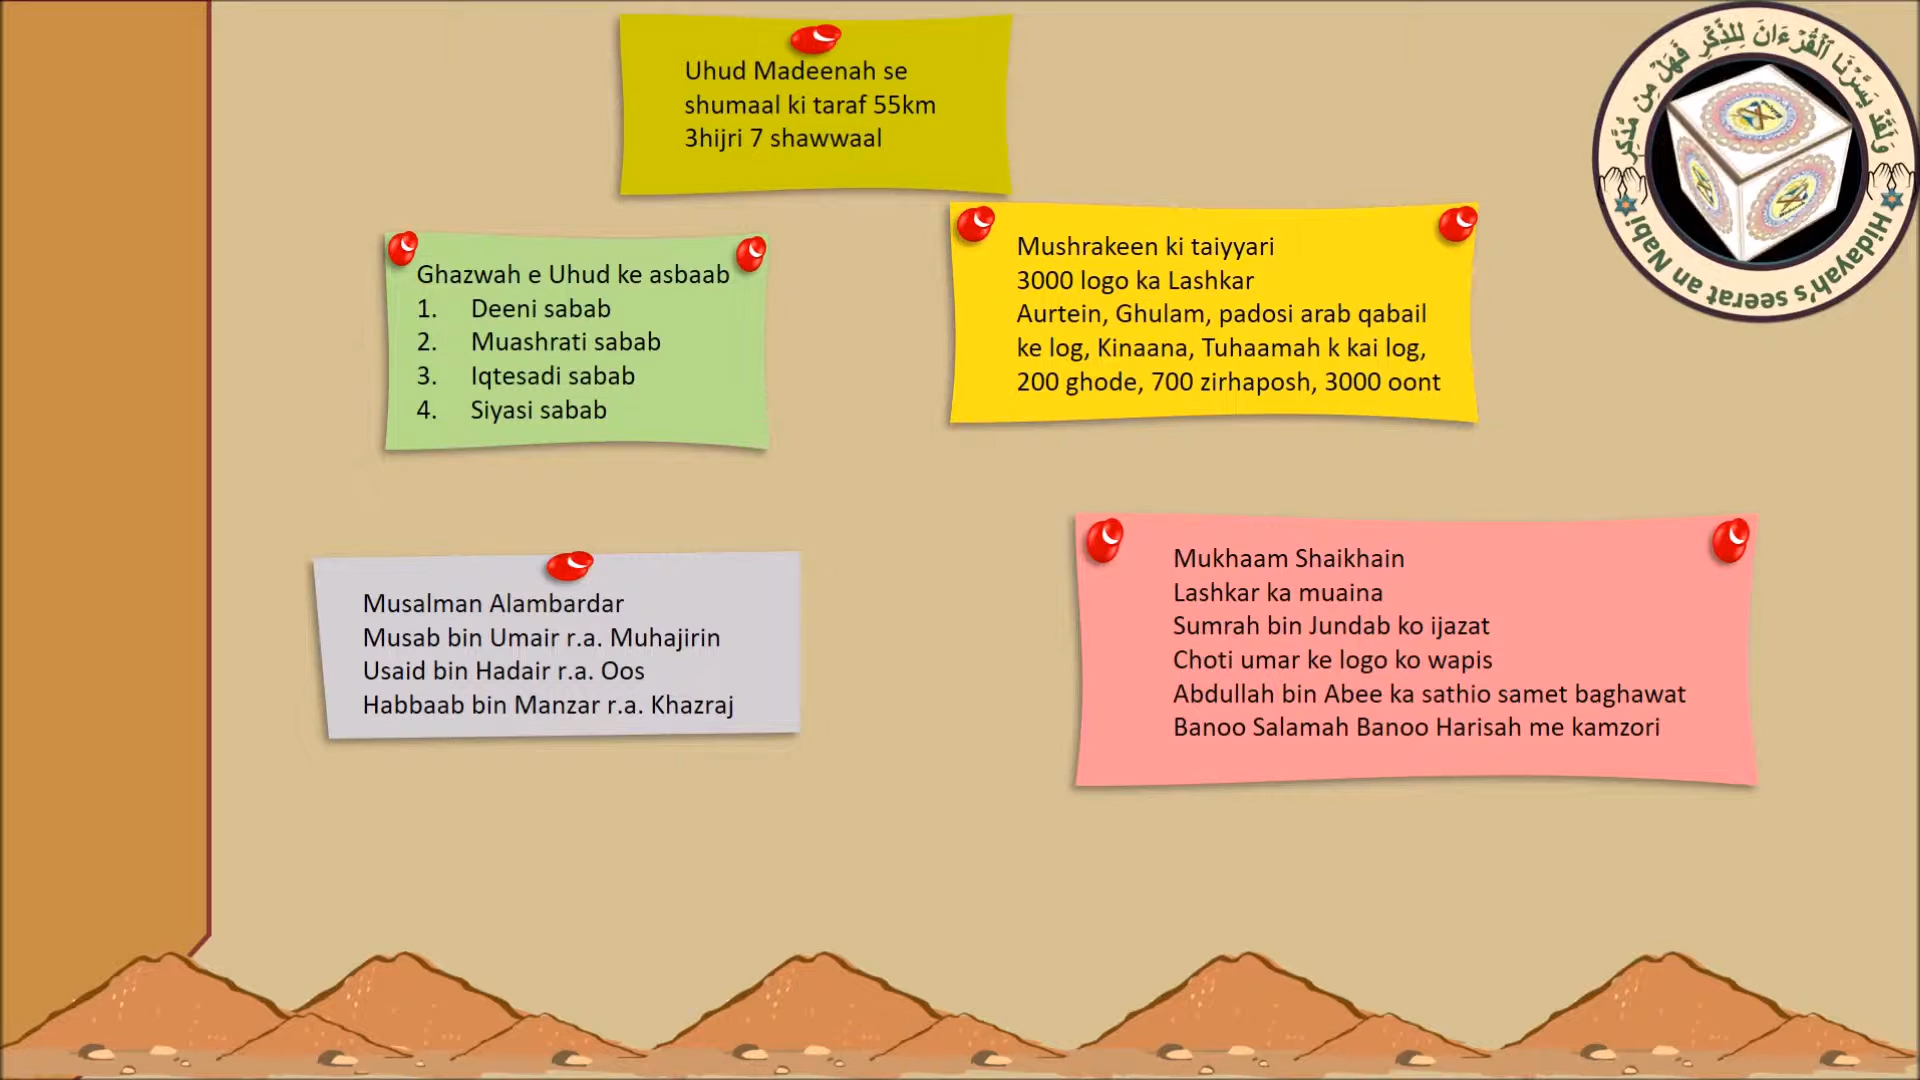 Uhud Madeenah se
shumaal ki taraf 55km
3hijri 7 shawwaal
Ghazwah e Uhud ke asbaab
1. Deeni sabab
2. Muashrati sabab
3. Iqtesadi sabab
4. Siyasi sabab
Mushrakeen ki taiyyari
3000 logo ka Lashkar
Aurtein, Ghulam, padosi arab qabail
ke log, Kinaana, Tuhaamah k kai log,
200 ghode, 700 zirhaposh, 3000 oont
Musalman Alambardar
Musab bin Umair r.a. Muhajirin
Usaid bin Hadair r.a. Oos
Habbaab bin Manzar r.a. Khazraj
Mukhaam Shaikhain
Lashkar ka muaina
Sumrah bin Jundab ko ijazat
Choti umar ke logo ko wapis
Abdullah bin Abee ka sathio samet baghawat
Banoo Salamah Banoo Harisah me kamzori
وَلَقَدْ يَسَّرْنَا ٱلْقُرْءَانَ لِلذِّكْرِ فَهَلْ مِن مُّدَّكِرٍ
Hidayah's seerat an Nabi